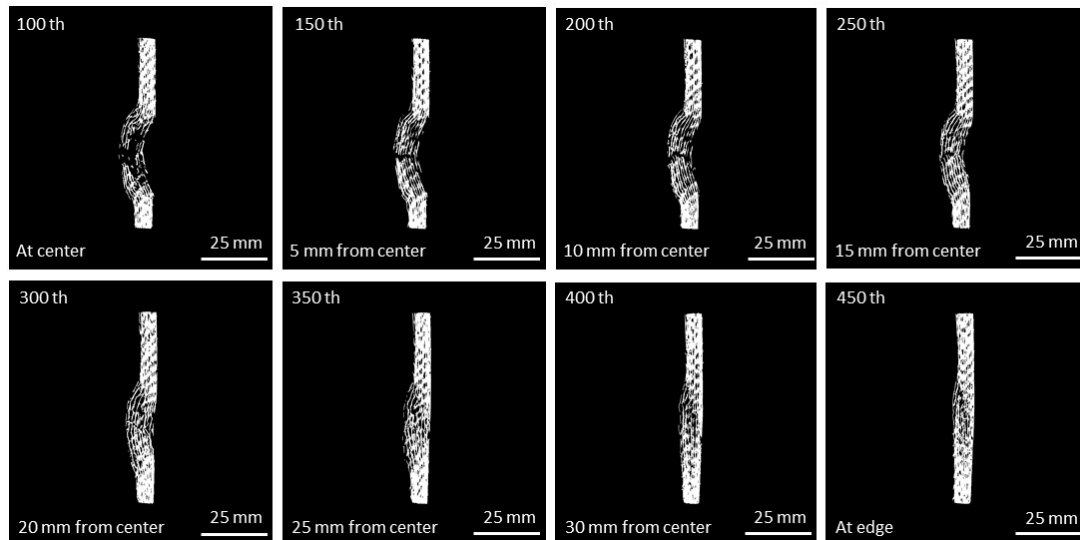 100 th
150 th
200 th
250 th
25 mm
At center
25 mm
5 mm from center
25 mm
10 mm from center
25 mm
15 mm from center
300 th
350 th
400 th
450 th
25 mm
20 mm from center
25 mm
25 mm from center
25 mm
30 mm from center
25 mm
At edge